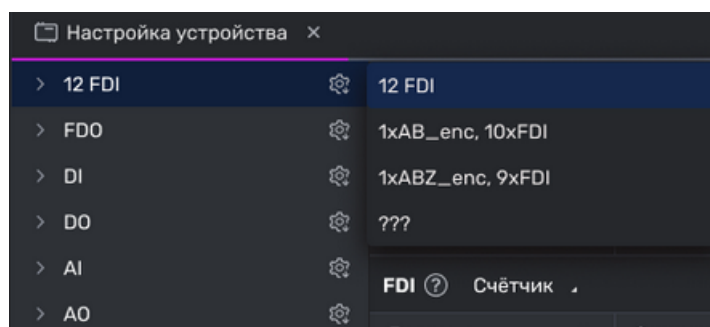 Настройка устройства ×
12 FDI
FDO
DI
DO
AI
AO
12 FDI
1xAB_enc, 10xFDI
1xABZ_enc, 9xFDI
???
FDI ? Счётчик